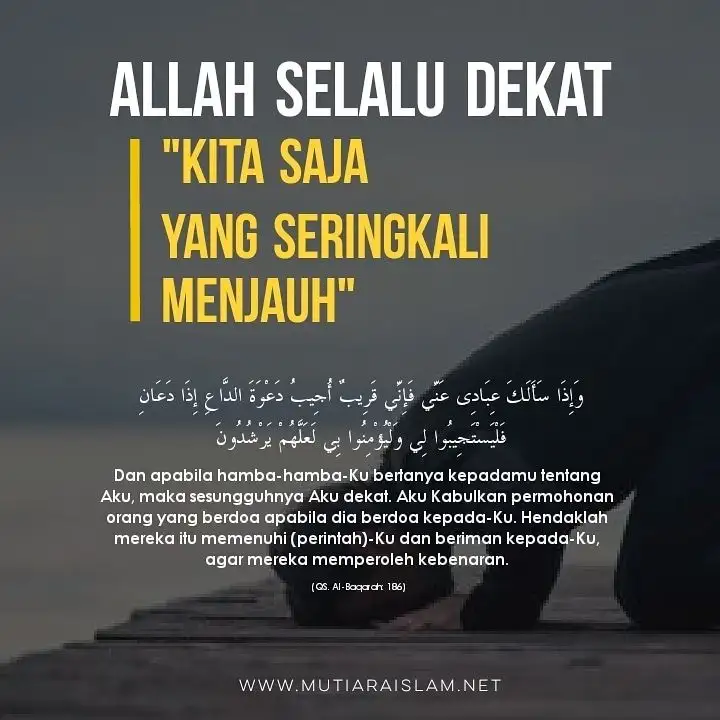 ALLAH SELALU DEKAT
"KITA SAJA
YANG SERINGKALI
MENJAUH"
وَإِذَا سَأَلَكَ عِبَادِى عَنِّي فَإِنِّي قَرِيبٌ أُجِيبُ دَعْوَةَ الدَّاعِ إِذَا دَعَانِ
فَلْيَسْتَجِيبُوا لِي وَلْيُؤْمِنُوا بِي لَعَلَّهُمْ يَرْشُدُونَ
Dan apabila hamba-hamba-Ku bertanya kepadamu tentang
Aku, maka sesungguhnya Aku dekat. Aku Kabulkan permohonan
orang yang berdoa apabila dia berdoa kepada-Ku. Hendaklah
mereka itu memenuhi (perintah)-Ku dan beriman kepada-Ku,
agar mereka memperoleh kebenaran.
(QS. Al-Baqarah: 186)
WWW.MUTIARAISLAM.NET